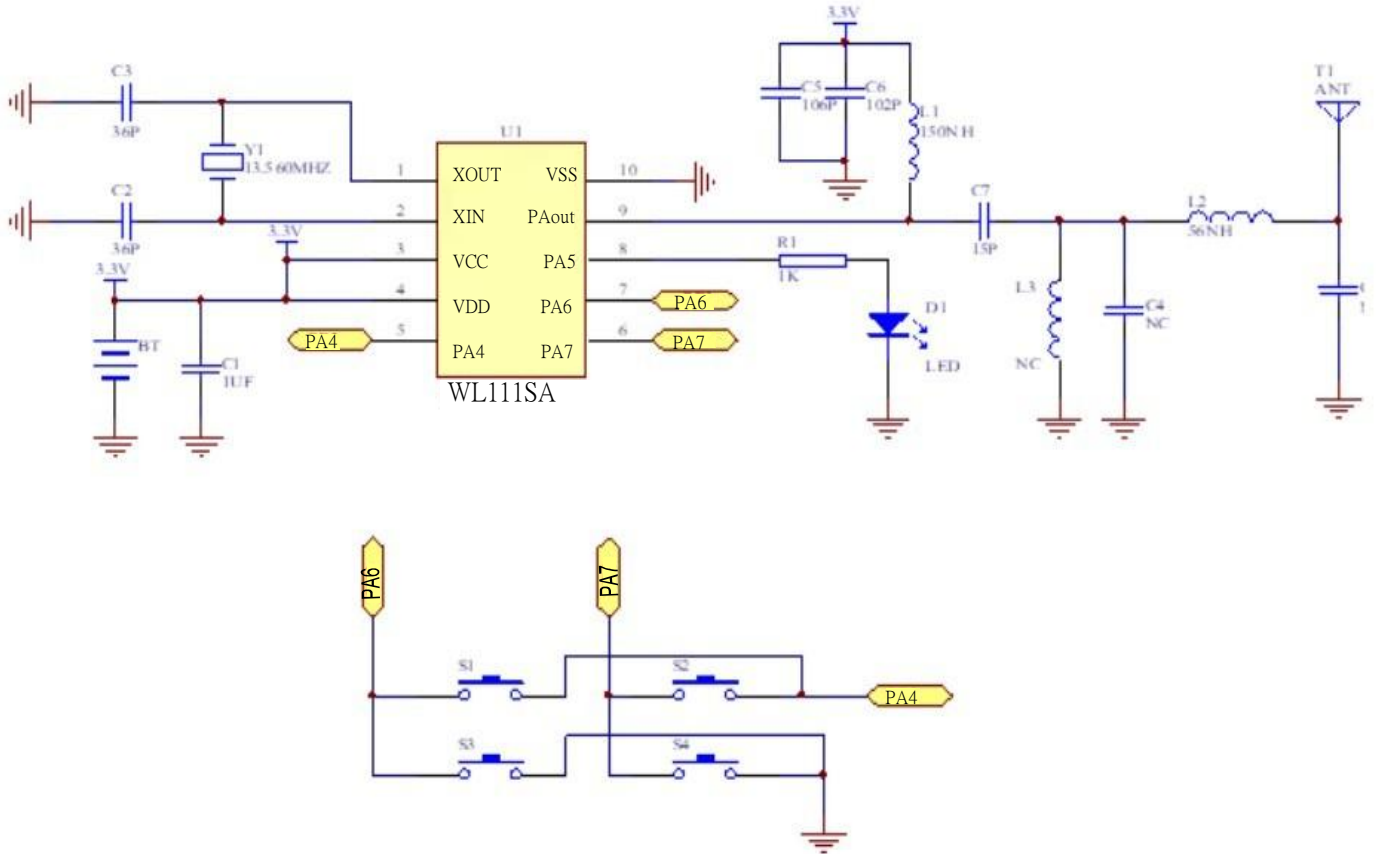 3.3V
T1
ANT
C3
36P
C5
106P
C6
102P
L1
150NH
U1
Y1
13.560MHZ
1
XOUT
VSS
10
C2
36P
2
XIN
PAout
9
C7
15P
L2
56NH
3.3V
3
VCC
PA5
8
R1
1K
3.3V
4
VDD
PA6
7
PA6
L3
NC
C4
NC
D1
LED
PA4
5
PA4
PA7
6
PA7
BT
C1
1UF
WL111SA
PA6
PA7
S1
S2
PA4
S3
S4